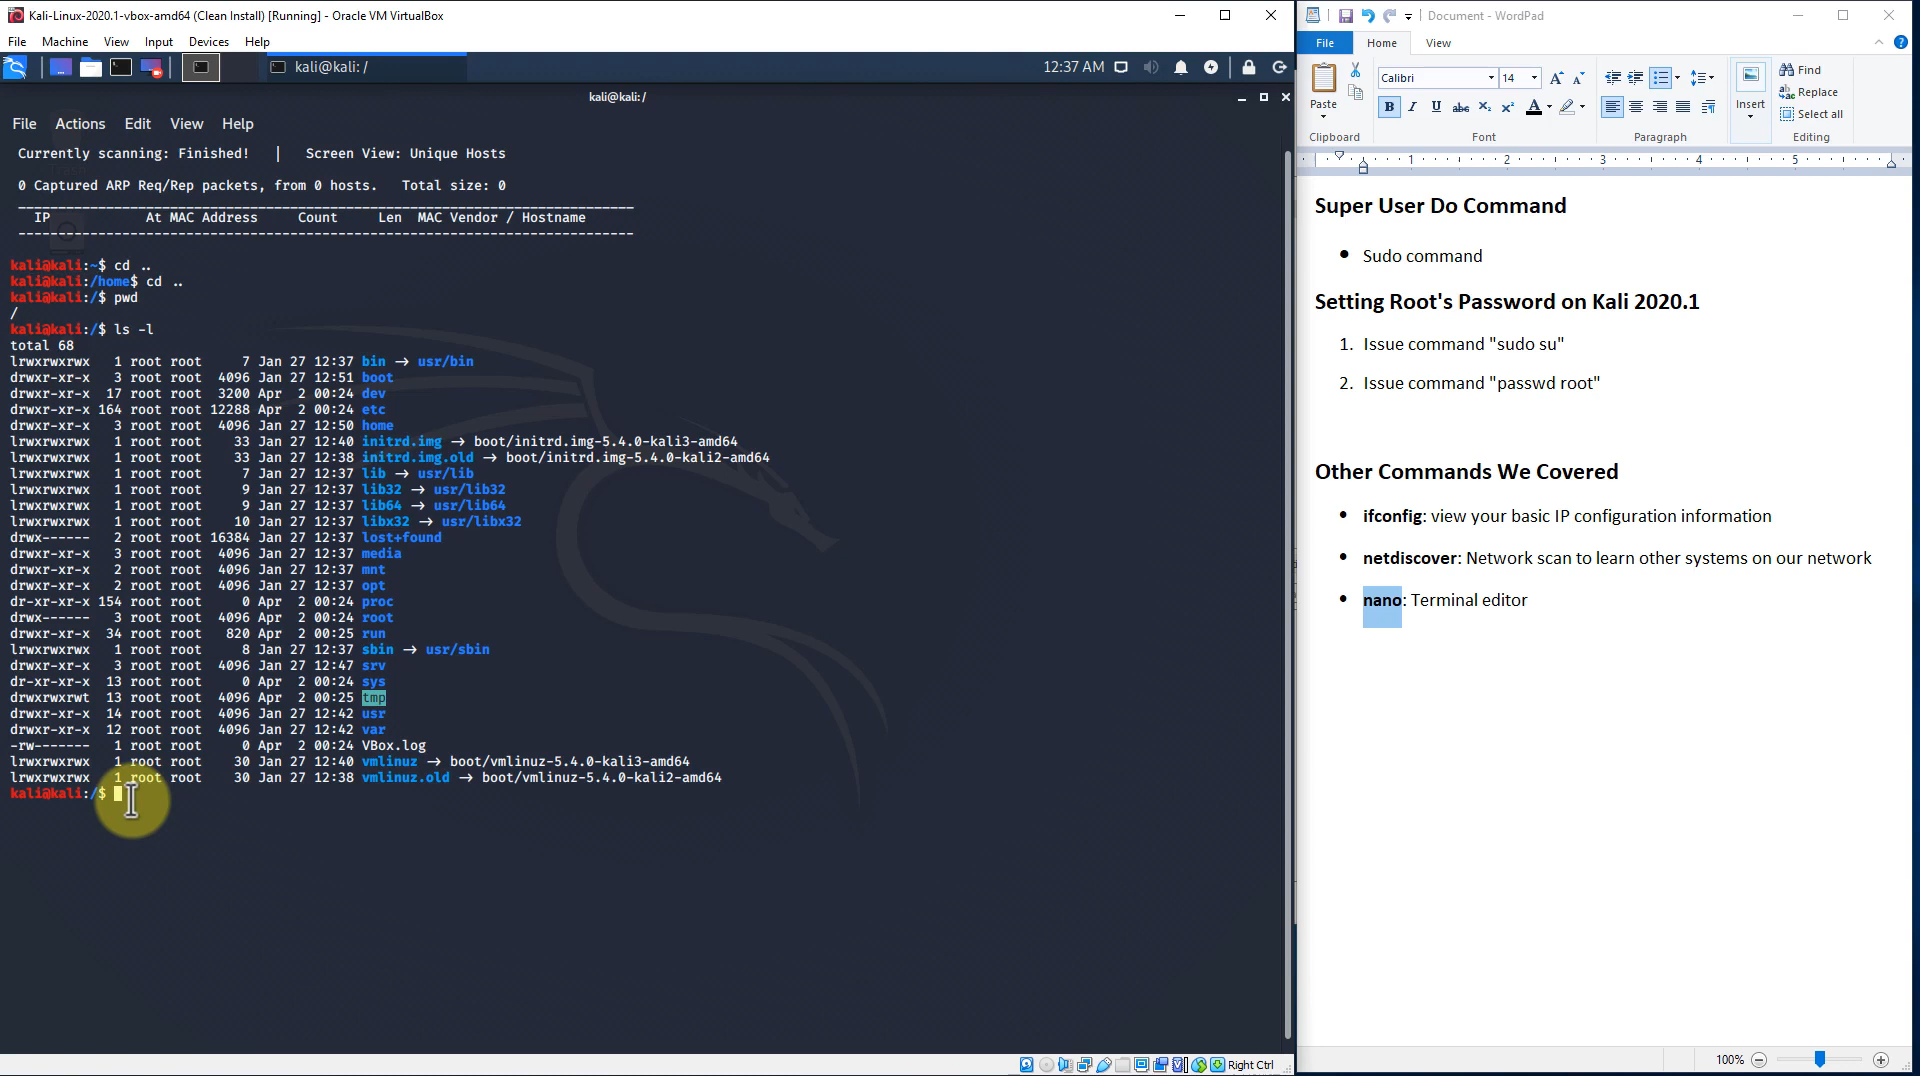 Kali-Linux-2020.1-vbox-amd64 (Clean Install) [Running] - Oracle VM VirtualBox
File Machine View Input Devices Help
kali@kali: /
12:37 AM
kali@kali: /
File Actions Edit View Help
Currently scanning: Finished! | Screen View: Unique Hosts
0 Captured ARP Req/Rep packets, from 0 hosts. Total size: 0
IP At MAC Address Count Len MAC Vendor / Hostname
kali@kali:~$ cd ..
kali@kali:/home$ cd ..
kali@kali:/$ pwd
/
kali@kali:/$ ls -l
total 68
lrwxrwxrwx 1 root root 7 Jan 27 12:37 bin → usr/bin
drwxr-xr-x 3 root root 4096 Jan 27 12:51 boot
drwxr-xr-x 17 root root 3200 Apr 2 00:24 dev
drwxr-xr-x 164 root root 12288 Apr 2 00:24 etc
drwxr-xr-x 3 root root 4096 Jan 27 12:50 home
lrwxrwxrwx 1 root root 33 Jan 27 12:40 initrd.img → boot/initrd.img-5.4.0-kali3-amd64
lrwxrwxrwx 1 root root 33 Jan 27 12:38 initrd.img.old → boot/initrd.img-5.4.0-kali2-amd64
lrwxrwxrwx 1 root root 7 Jan 27 12:37 lib → usr/lib
lrwxrwxrwx 1 root root 9 Jan 27 12:37 lib32 → usr/lib32
lrwxrwxrwx 1 root root 9 Jan 27 12:37 lib64 → usr/lib64
lrwxrwxrwx 1 root root 10 Jan 27 12:37 libx32 → usr/libx32
drwx------ 2 root root 16384 Jan 27 12:37 lost+found
drwxr-xr-x 3 root root 4096 Jan 27 12:37 media
drwxr-xr-x 2 root root 4096 Jan 27 12:37 mnt
drwxr-xr-x 2 root root 4096 Jan 27 12:37 opt
dr-xr-xr-x 154 root root 0 Apr 2 00:24 proc
drwx------ 3 root root 4096 Apr 2 00:24 root
drwxr-xr-x 34 root root 820 Apr 2 00:25 run
lrwxrwxrwx 1 root root 8 Jan 27 12:37 sbin → usr/sbin
drwxr-xr-x 3 root root 4096 Jan 27 12:47 srv
dr-xr-xr-x 13 root root 0 Apr 2 00:24 sys
drwxrwxrwt 13 root root 4096 Apr 2 00:25 tmp
drwxr-xr-x 14 root root 4096 Jan 27 12:42 usr
drwxr-xr-x 12 root root 4096 Jan 27 12:42 var
-rw------- 1 root root 0 Apr 2 00:24 VBox.log
lrwxrwxrwx 1 root root 30 Jan 27 12:40 vmlinuz → boot/vmlinuz-5.4.0-kali3-amd64
lrwxrwxrwx 1 root root 30 Jan 27 12:38 vmlinuz.old → boot/vmlinuz-5.4.0-kali2-amd64
kali@kali:/$
Right Ctrl
Document - WordPad
File Home View
Paste
Calibri 14
B I U abc X₂ X² A
Insert
Find
Replace
Select all
Clipboard Font Paragraph Editing
1 2 3 4 5
Super User Do Command
• Sudo command
Setting Root's Password on Kali 2020.1
1. Issue command "sudo su"
2. Issue command "passwd root"
Other Commands We Covered
• ifconfig: view your basic IP configuration information
• netdiscover: Network scan to learn other systems on our network
• nano: Terminal editor
100%